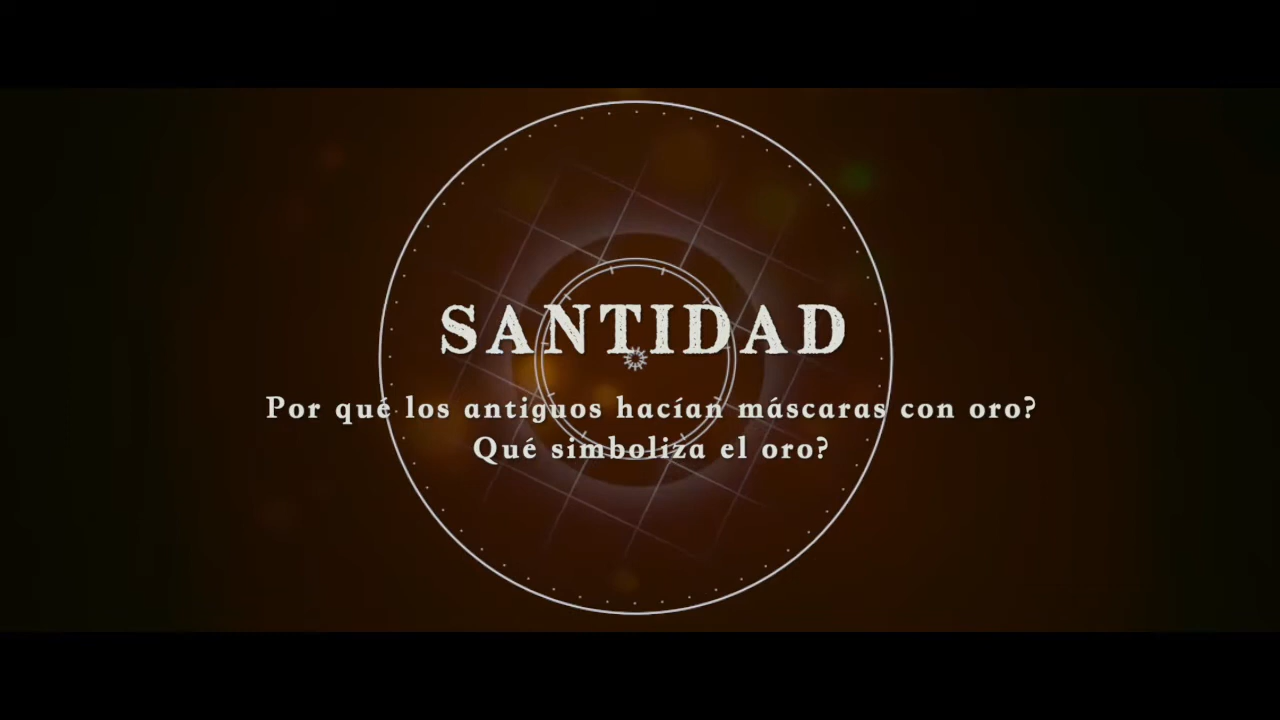 SANTIDAD
Por qué los antiguos hacían máscaras con oro?
Qué simboliza el oro?